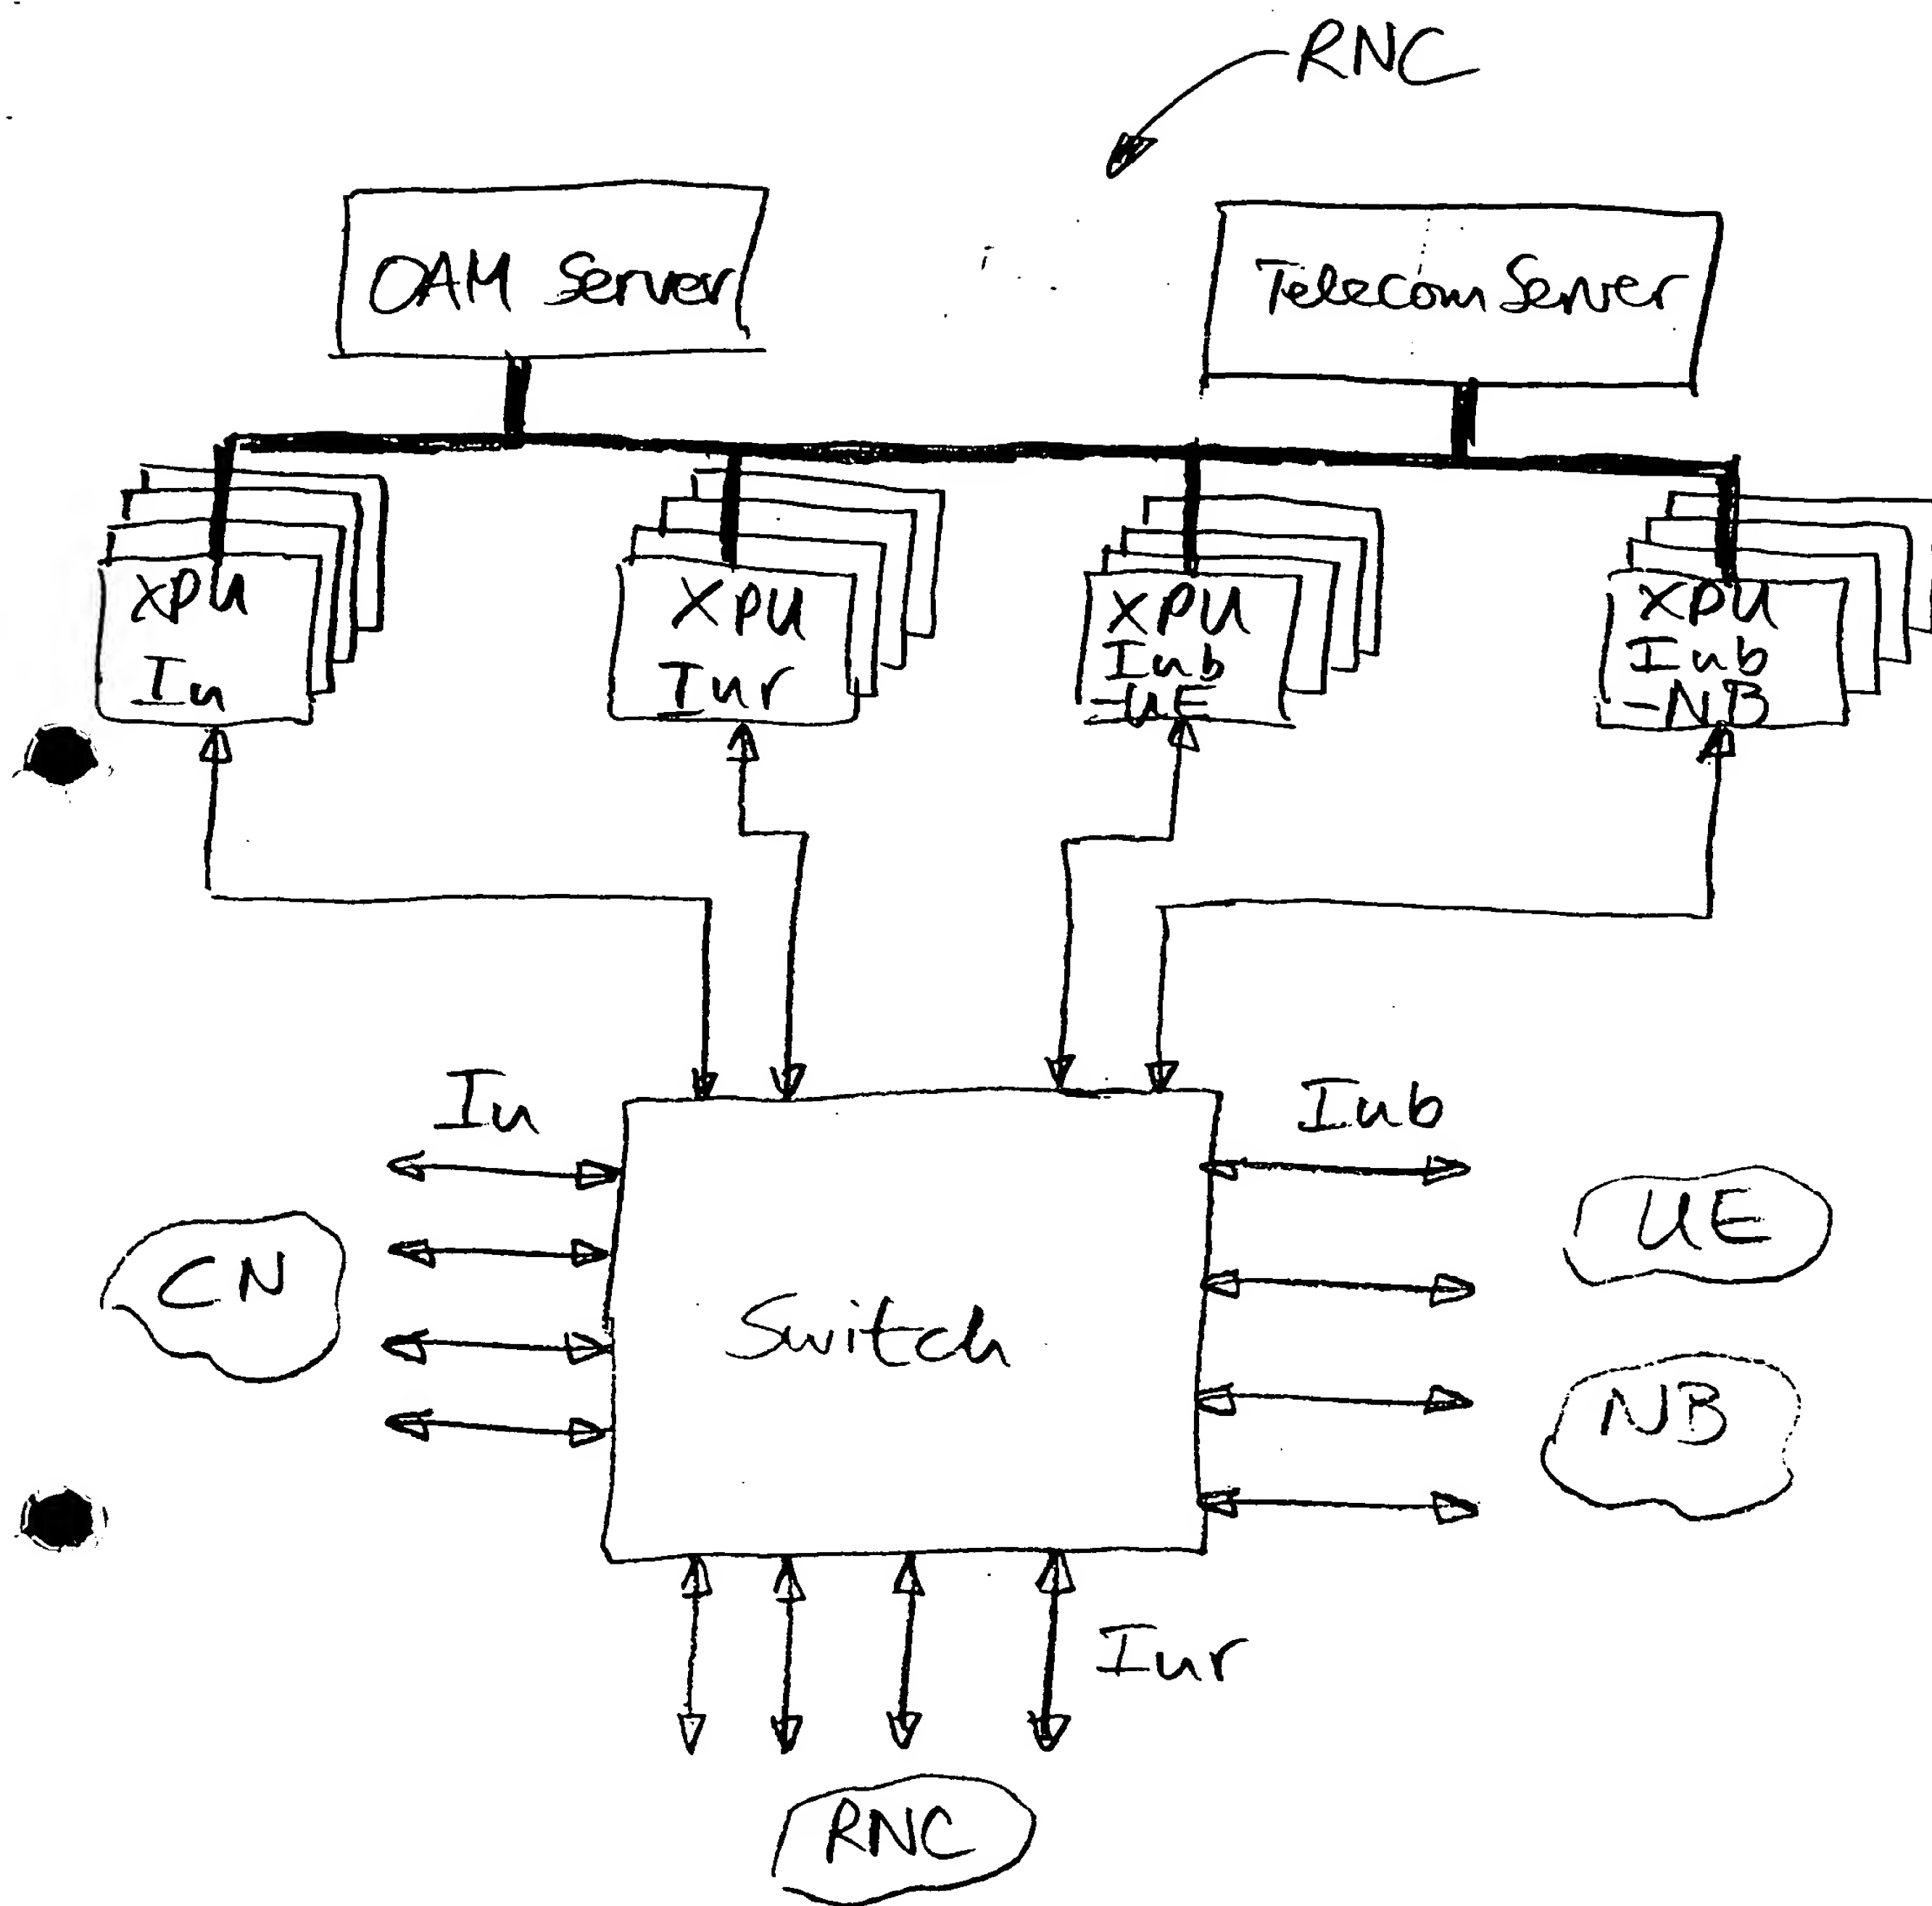 RNC
OAM Server
Telecom Server
XPU
Iu
XPU
Iur
XPU
Iub
-UE
XPU
Iub
-NB
Iu
Iub
CN
UE
Switch
NB
Iur
RNC